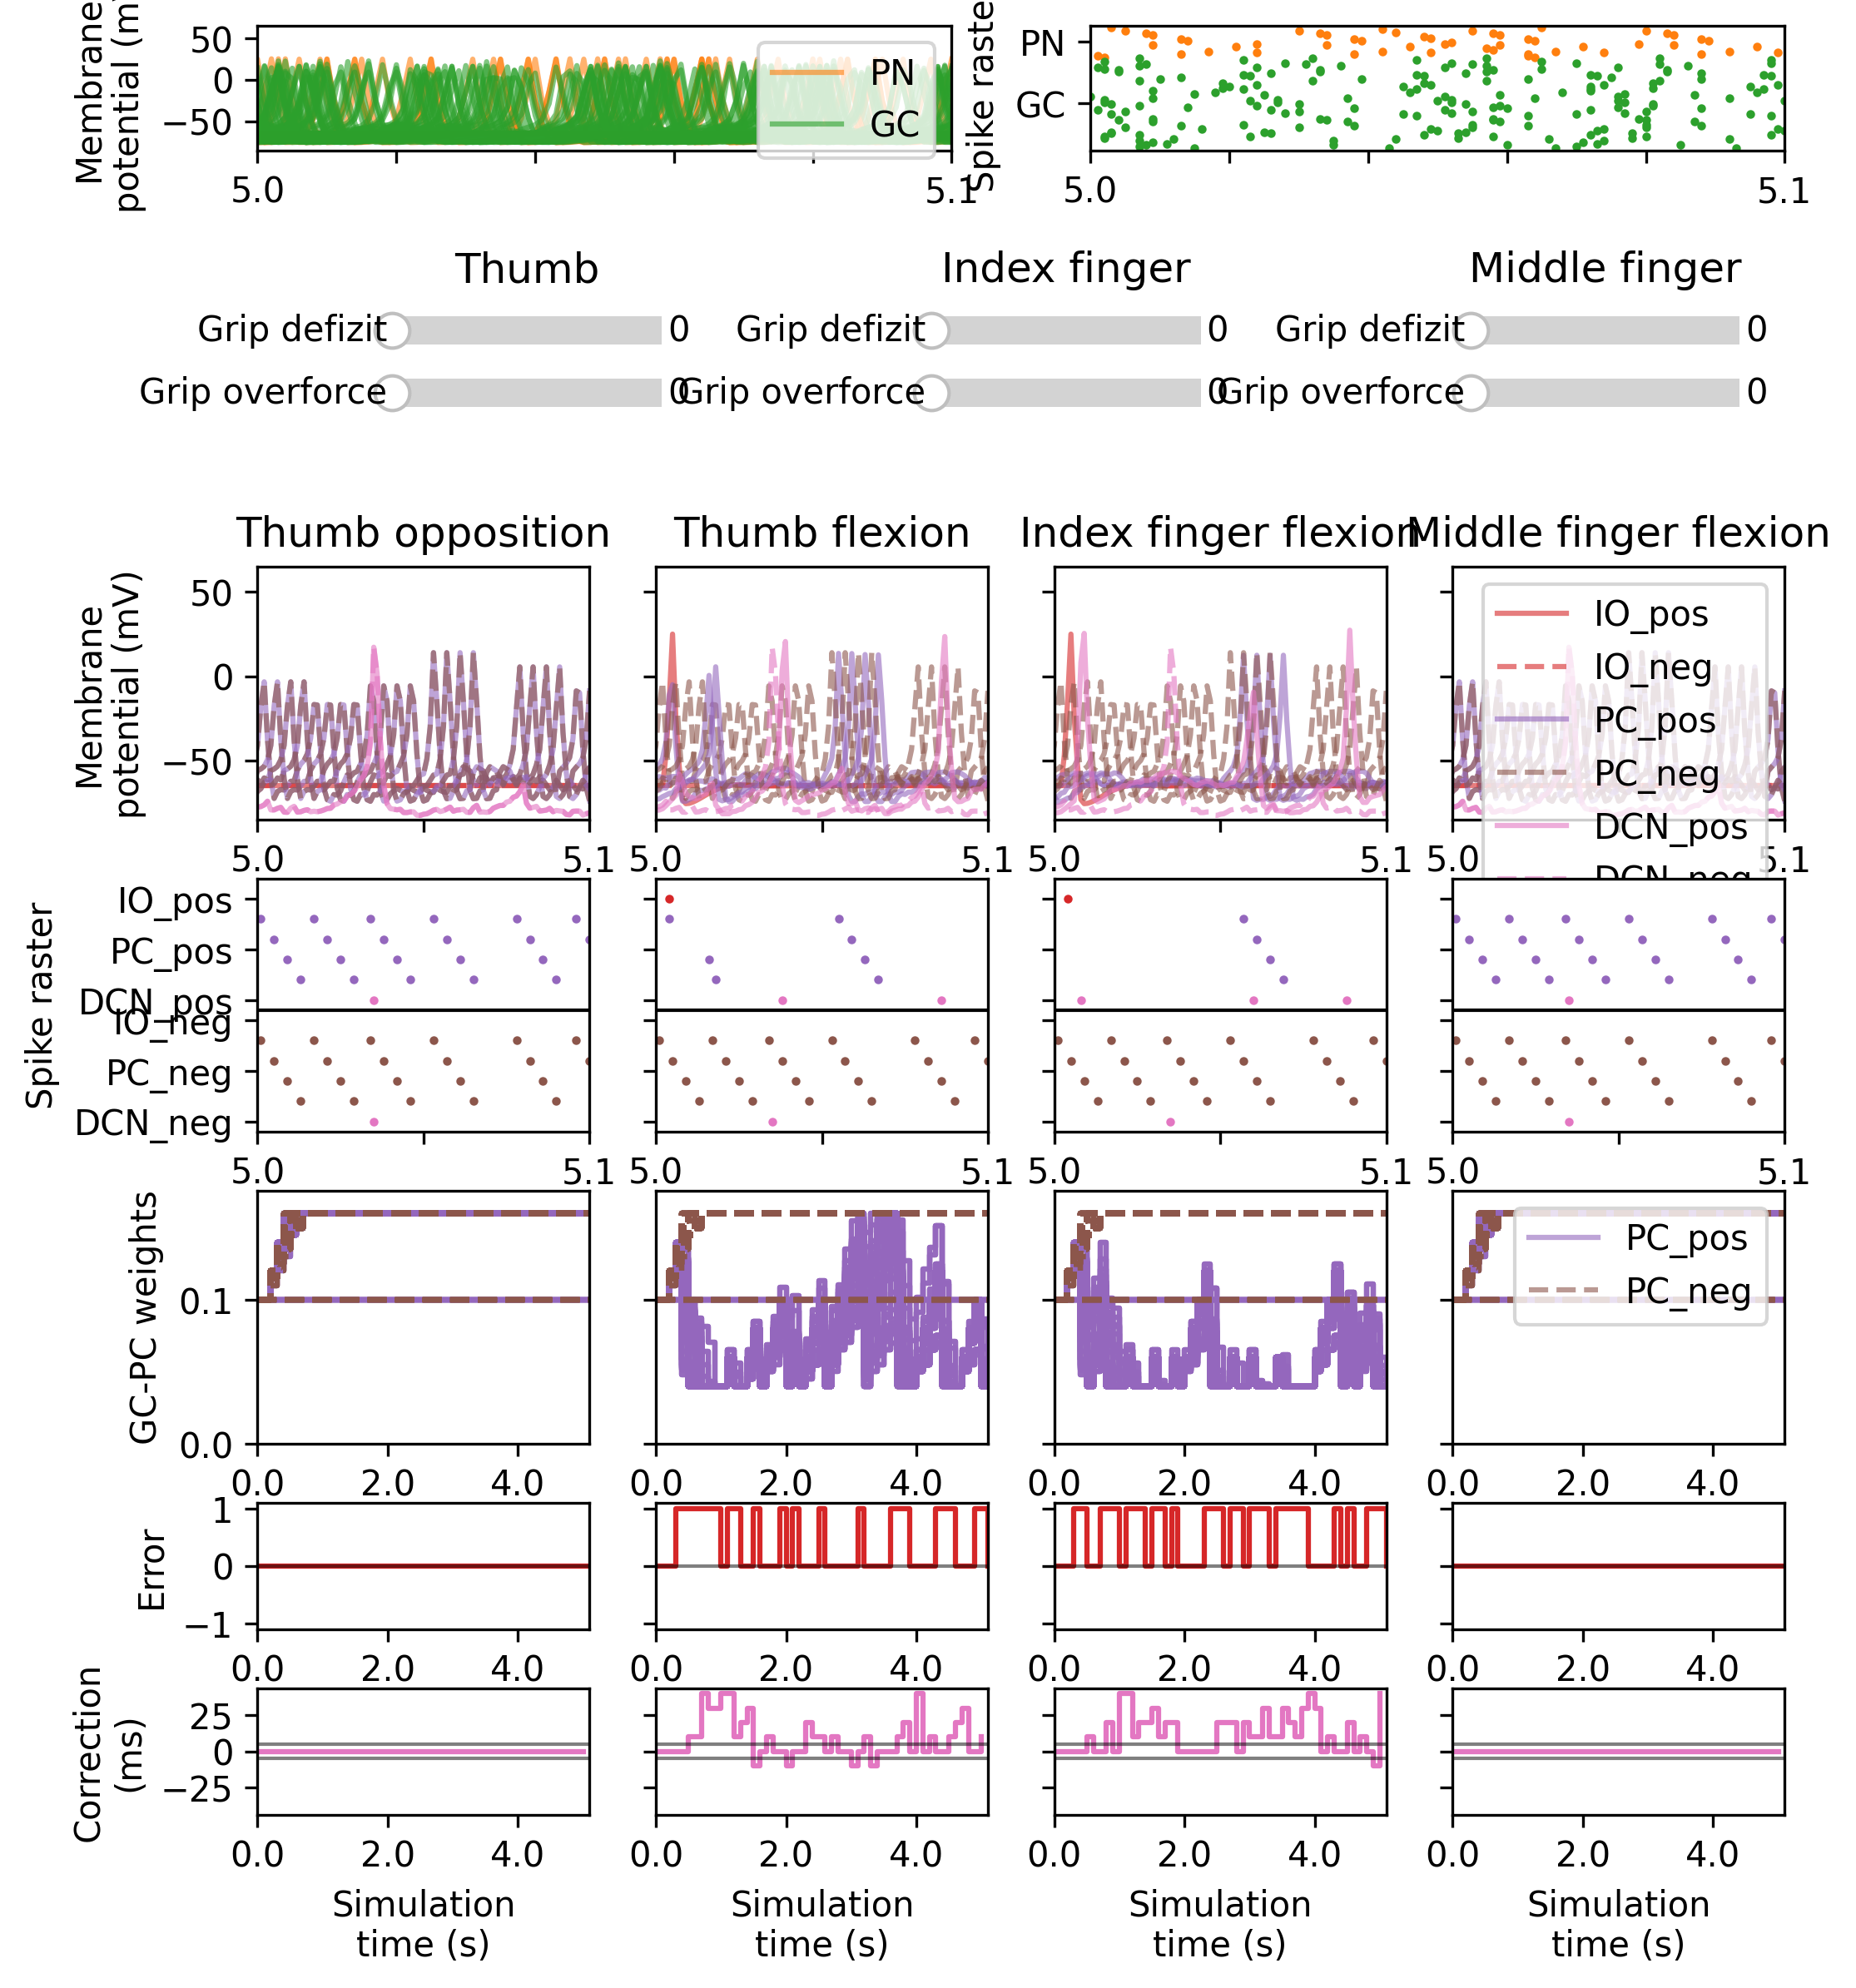 Membrane
potential (m
50
0
−50
PN
GC
5.0
5.1
Spike raster
PN
GC
5.0
5.1
Thumb
Index finger
Middle finger
Grip defizit
0
Grip defizit
0
Grip defizit
0
Grip overforce
0
Grip overforce
0
Grip overforce
0
Thumb opposition
Thumb flexion
Index finger flexion
Middle finger flexion
Membrane
potential (mV)
50
0
−50
IO_pos
IO_neg
PC_pos
PC_neg
DCN_pos
DCN_neg
5.0
5.1
5.0
5.1
5.0
5.1
5.0
5.1
Spike raster
IO_pos
PC_pos
DCN_pos
IO_neg
PC_neg
DCN_neg
5.0
5.1
5.0
5.1
5.0
5.1
5.0
5.1
GC-PC weights
0.1
0.0
PC_pos
PC_neg
0.0
2.0
4.0
0.0
2.0
4.0
0.0
2.0
4.0
0.0
2.0
4.0
Error
1
0
−1
0.0
2.0
4.0
0.0
2.0
4.0
0.0
2.0
4.0
0.0
2.0
4.0
Correction
(ms)
25
0
−25
0.0
2.0
4.0
0.0
2.0
4.0
0.0
2.0
4.0
0.0
2.0
4.0
Simulation
time (s)
Simulation
time (s)
Simulation
time (s)
Simulation
time (s)